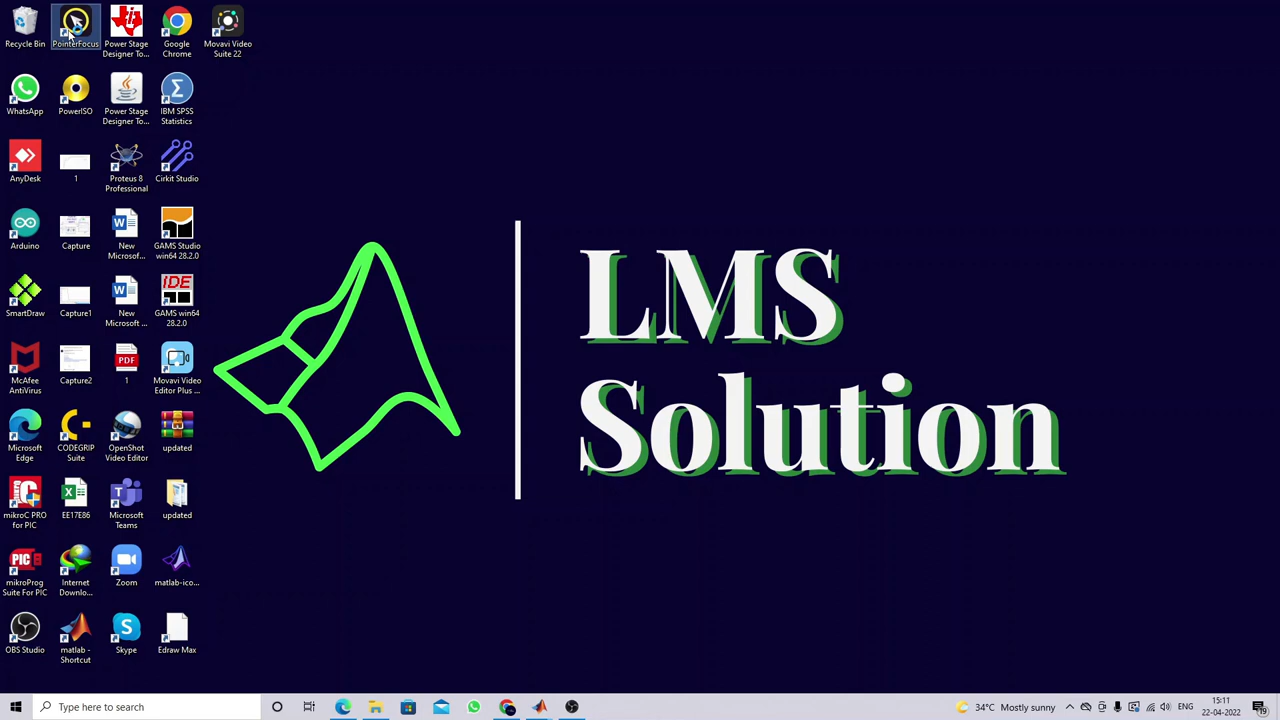 Recycle Bin
PointerFocus
Power Stage
Designer To...
Google
Chrome
Movavi Video
Suite 22
WhatsApp
PowerISO
Power Stage
Designer To...
IBM SPSS
Statistics
AnyDesk
1
Proteus 8
Professional
Cirkit Studio
Arduino
Capture
New
Microsof...
GAMS Studio
win64 28.2.0
SmartDraw
Capture1
New
Microsoft ...
IDE
GAMS win64
28.2.0
McAfee
AntiVirus
Capture2
PDF
1
Movavi Video
Editor Plus ...
Microsoft
Edge
CODEGRIP
Suite
OpenShot
Video Editor
updated
mikroC PRO
for PIC
EE17E86
Microsoft
Teams
updated
PIC
mikroProg
Suite For PIC
Internet
Downlo...
Zoom
matlab-ico...
OBS Studio
matlab -
Shortcut
Skype
Edraw Max
LMS
Solution
Type here to search
34°C Mostly sunny
ENG
15:11
22-04-2022
19